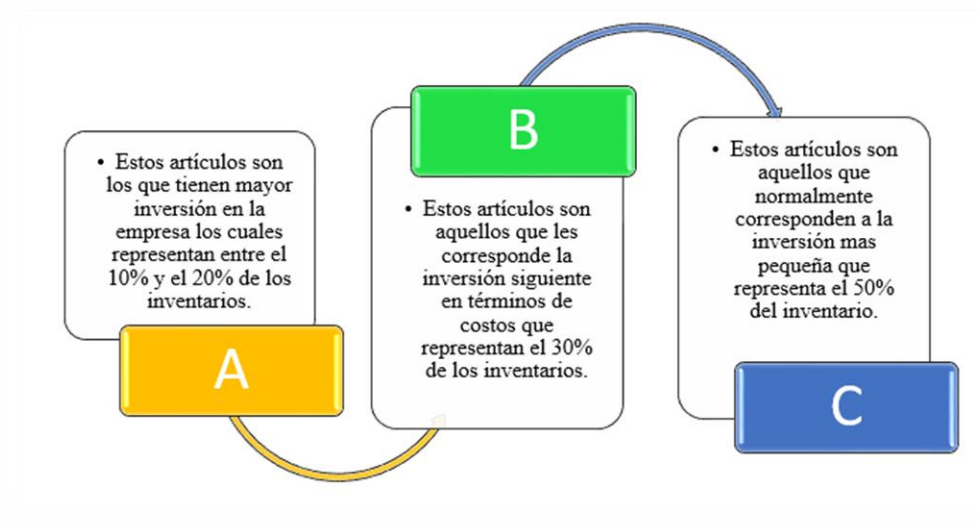 • Estos artículos son
los que tienen mayor
inversión en la
empresa los cuales
representan entre el
10% y el 20% de los
inventarios.
A
B
• Estos artículos son
aquellos que les
corresponde la
inversión siguiente
en términos de
costos que
representan el 30%
de los inventarios.
• Estos artículos son
aquellos que
normalmente
corresponden a la
inversión mas
pequeña que
representa el 50%
del inventario.
C